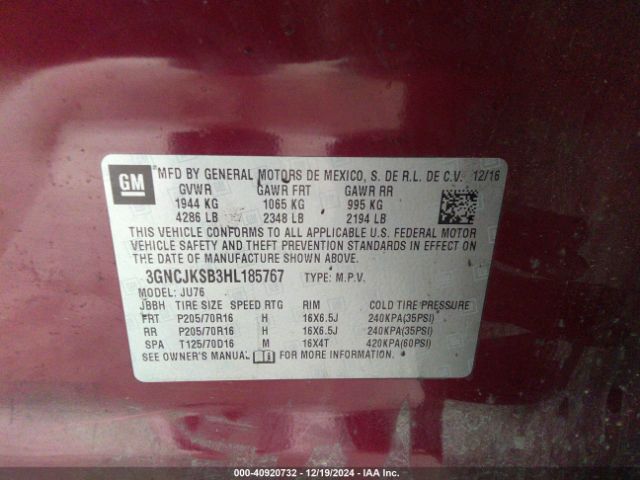 GM
MFD BY GENERAL MOTORS DE MEXICO, S. DE R.L. DE C.V. 12/16
GVWR GAWR FRT GAWR RR
1944 KG 1065 KG 995 KG
4286 LB 2348 LB 2194 LB
THIS VEHICLE CONFORMS TO ALL APPLICABLE U.S. FEDERAL MOTOR
VEHICLE SAFETY AND THEFT PREVENTION STANDARDS IN EFFECT ON
THE DATE OF MANUFACTURE SHOWN ABOVE.
3GNCJKSB3HL185767 TYPE: M.P.V.
MODEL: JU76
JBBH TIRE SIZE SPEED RTG RIM COLD TIRE PRESSURE
FRT P205/70R16 H 16X6.5J 240KPA(35PSI)
RR P205/70R16 H 16X6.5J 240KPA(35PSI)
SPA T125/70D16 M 16X4T 420KPA(60PSI)
SEE OWNER'S MANUAL FOR MORE INFORMATION.
000-40920732 - 12/19/2024 - IAA Inc.